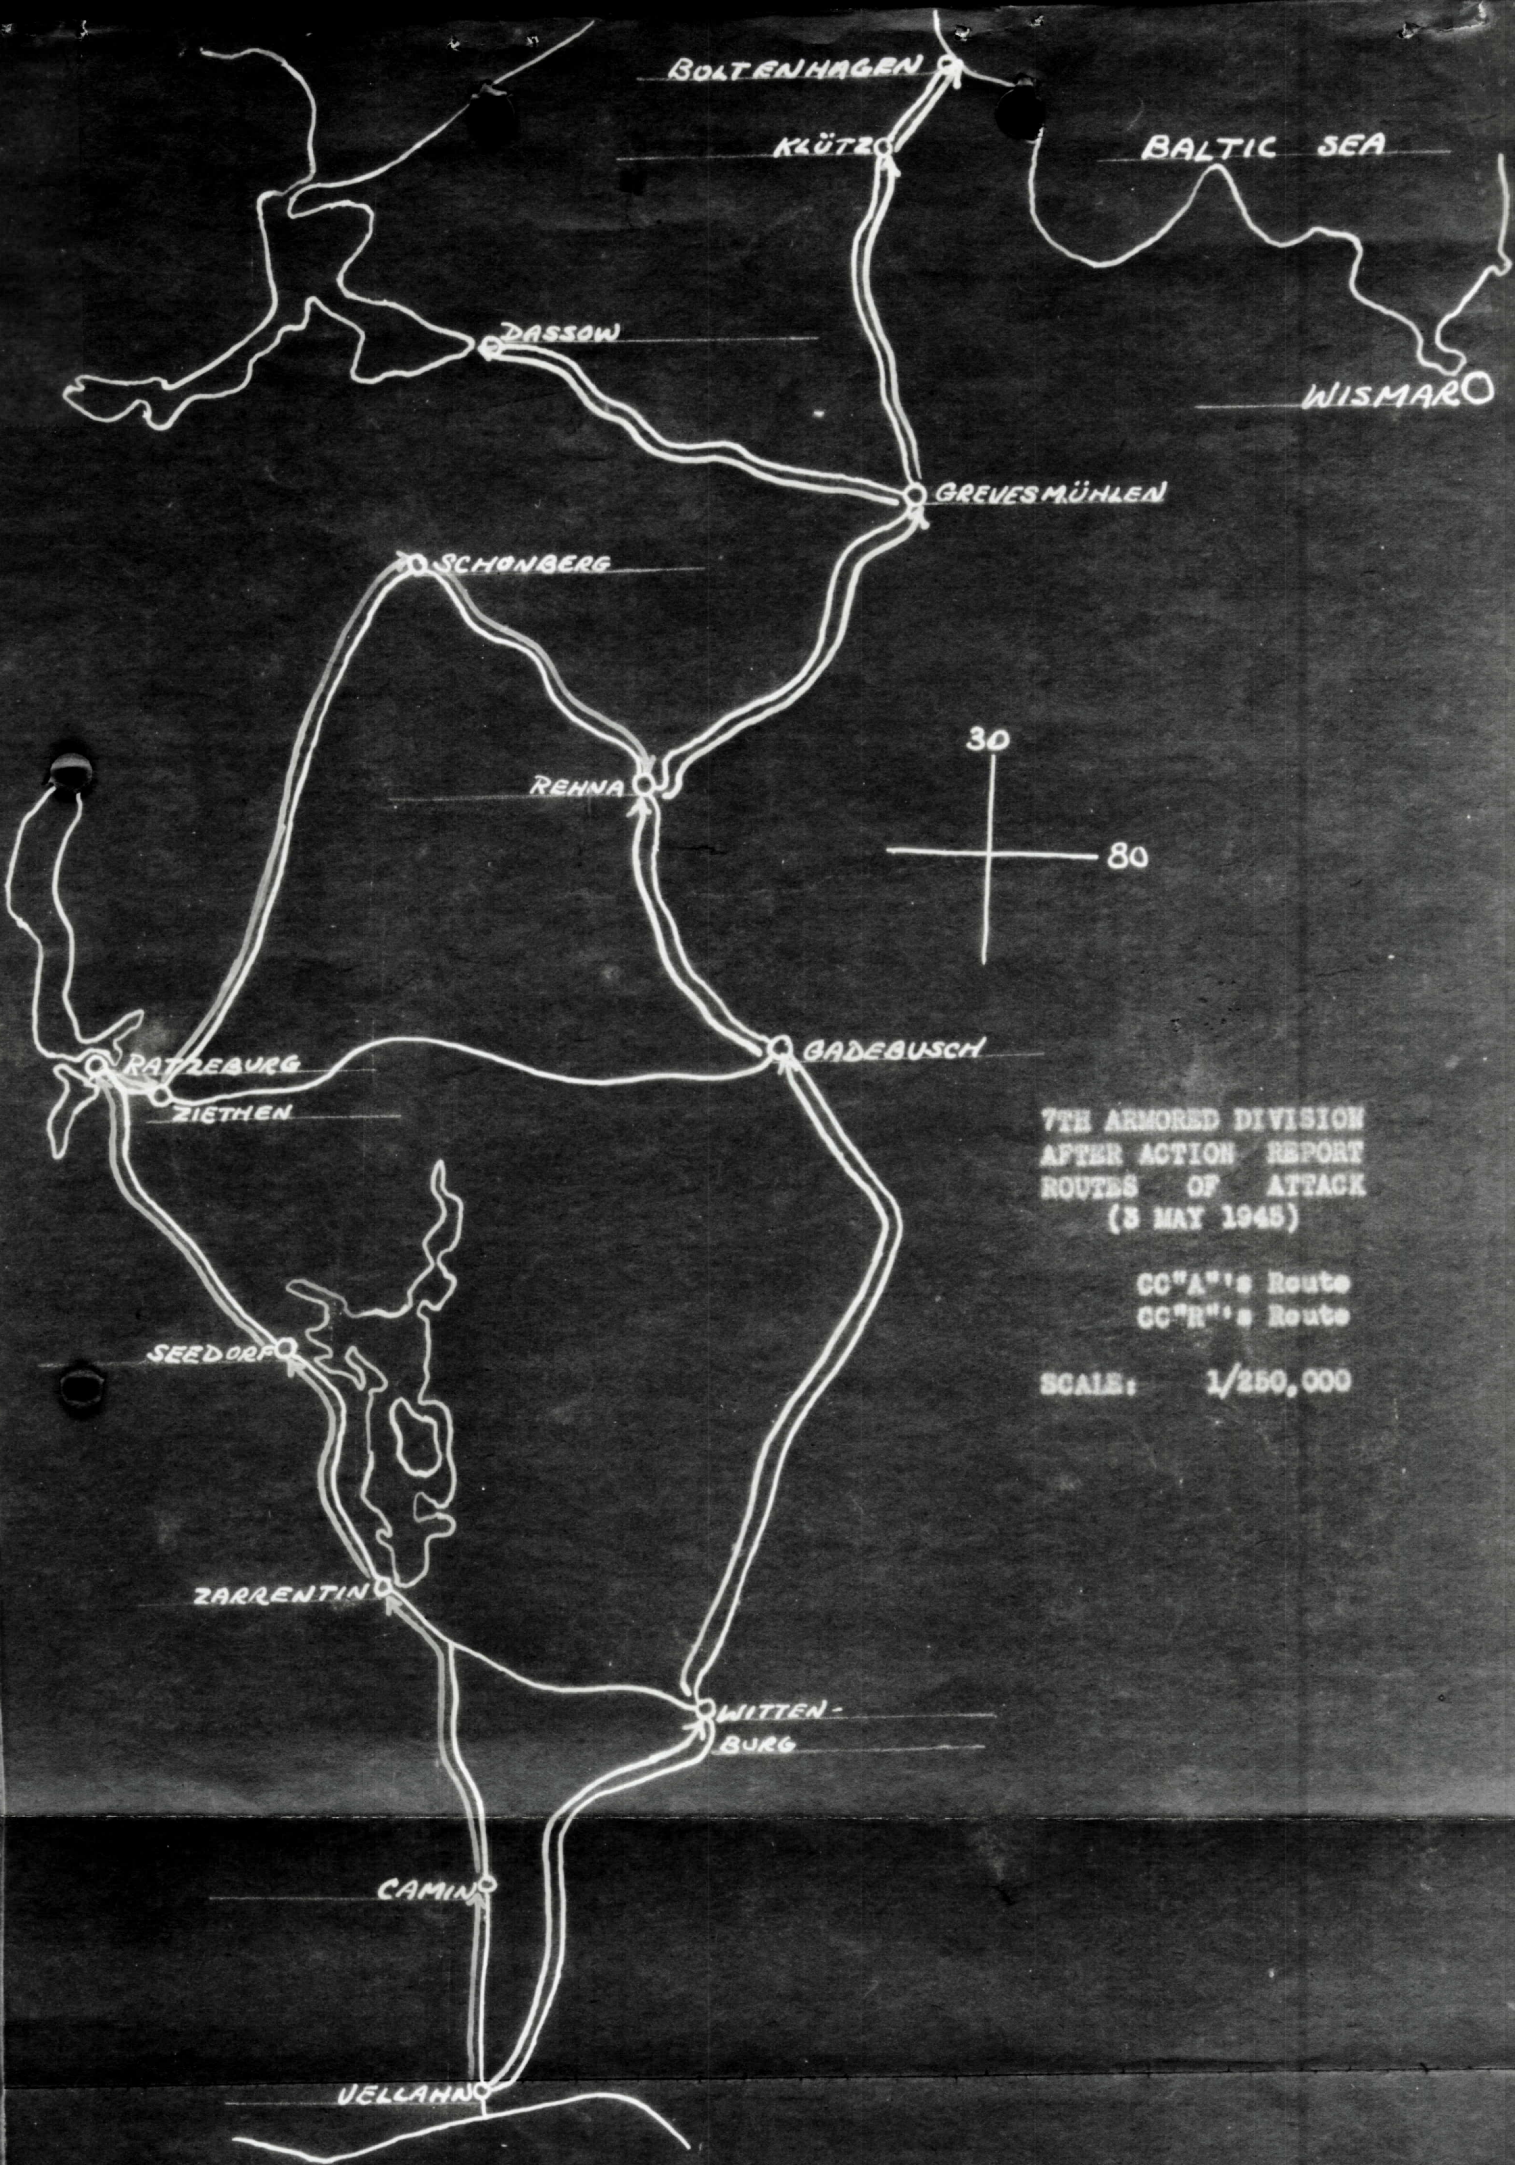 BOLTENHAGEN
KLÜTZ
BALTIC SEA
DASSOW
WISMAR
GREVESMÜHLEN
SCHONBERG
30
REHNA
80
GADEBUSCH
RATZEBURG
ZIETHEN
7TH ARMORED DIVISION
AFTER ACTION REPORT
ROUTES OF ATTACK
(3 MAY 1945)
CC"A"'s Route
CC"R"'s Route
SEEDORF
SCALE: 1/250,000
ZARRENTIN
WITTEN-
BURG
CAMIN
VELLAHN